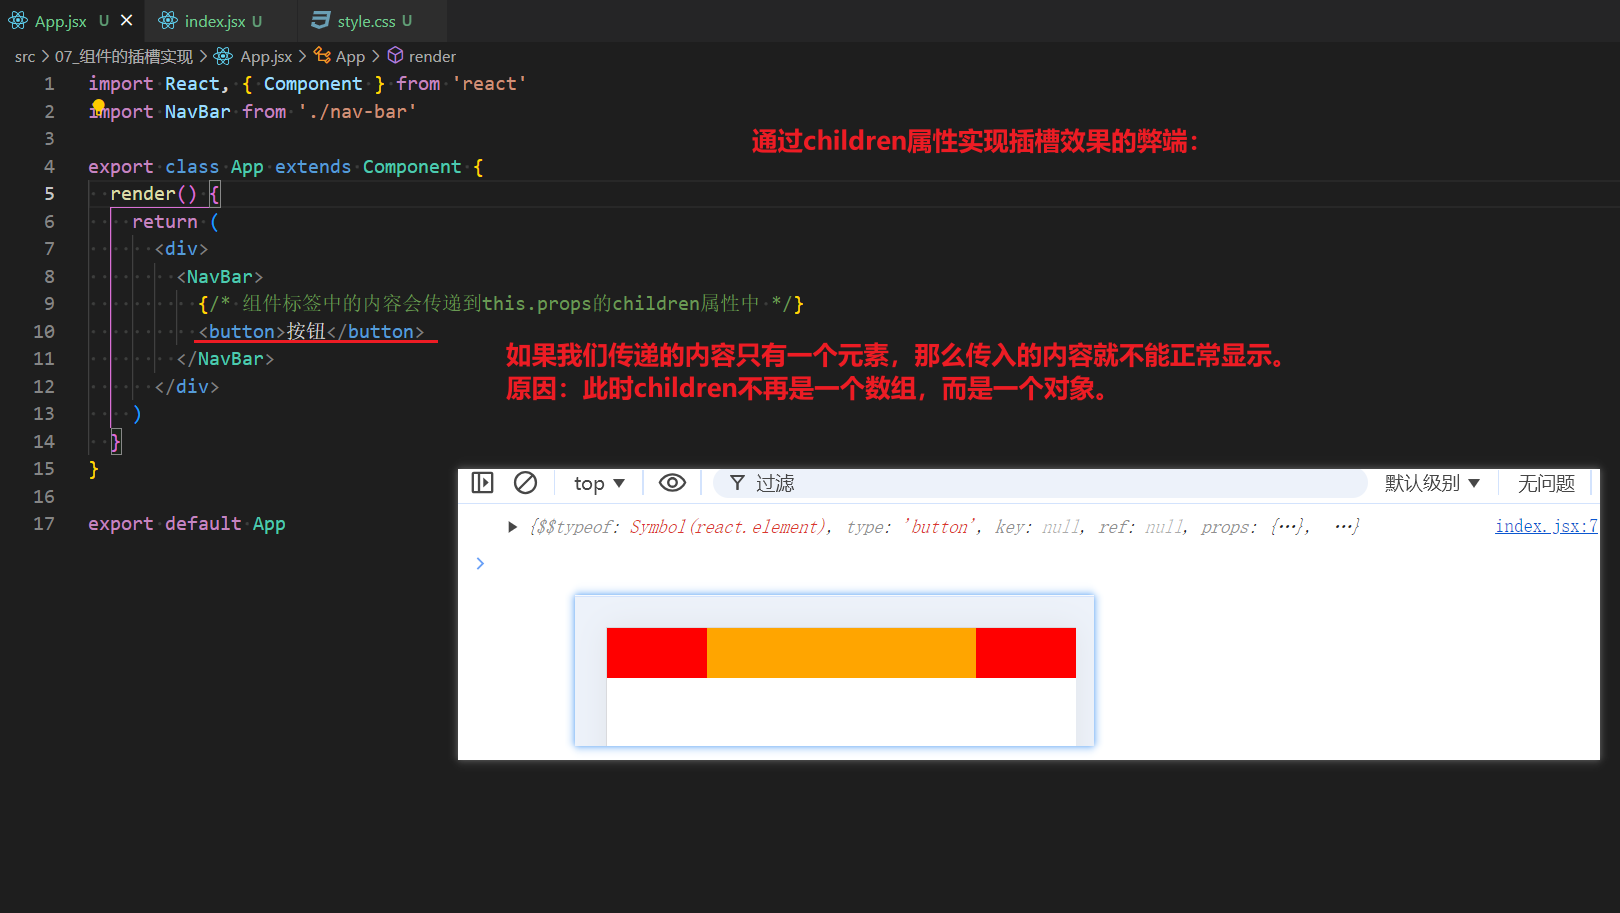 App.jsx U
index.jsx U
style.css U
src > 07_组件的插槽实现 > App.jsx > App > render
1 import React, { Component } from 'react'
2 import NavBar from './nav-bar'
3
通过children属性实现插槽效果的弊端：
4 export class App extends Component {
5 render() {
6 return (
7 <div>
8 <NavBar>
9 {/* 组件标签中的内容会传递到this.props的children属性中 */}
10 <button>按钮</button>
11 </NavBar>
如果我们传递的内容只有一个元素，那么传入的内容就不能正常显示。
12 </div>
原因：此时children不再是一个数组，而是一个对象。
13 )
14 }
15 }
16
17 export default App
top ▼ 过滤 默认级别 ▼ 无问题
▶ {$$typeof: Symbol(react.element), type: 'button', key: null, ref: null, props: {…}, …} index.jsx:7
>